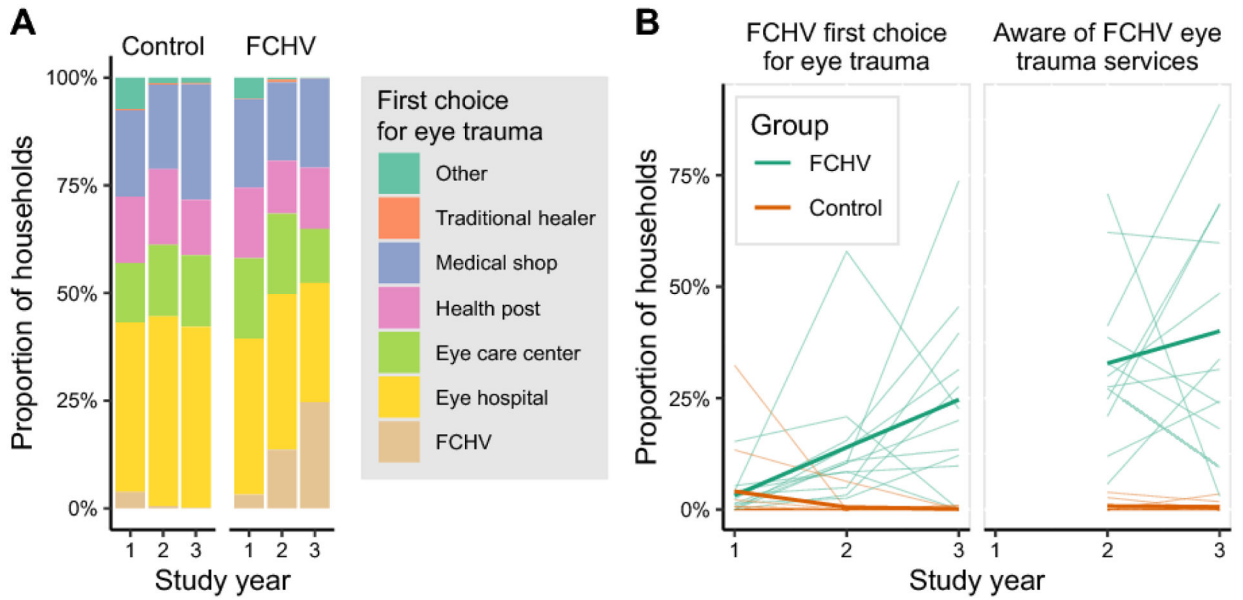 A
Control FCHV
100%
75%
50%
25%
0%
Proportion of households
1 2 3 1 2 3
Study year
First choice
for eye trauma
Other
Traditional healer
Medical shop
Health post
Eye care center
Eye hospital
FCHV
B
FCHV first choice
for eye trauma
Aware of FCHV eye
trauma services
Group
FCHV
Control
75%
50%
25%
0%
Proportion of households
1 2 3 1 2 3
Study year